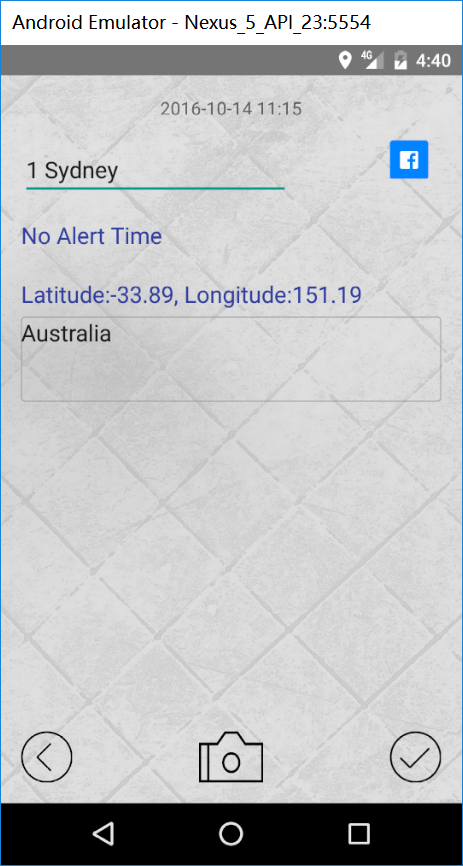 Android Emulator - Nexus_5_API_23:5554
4G 4:40
2016-10-14 11:15
1 Sydney
No Alert Time
Latitude:-33.89, Longitude:151.19
Australia